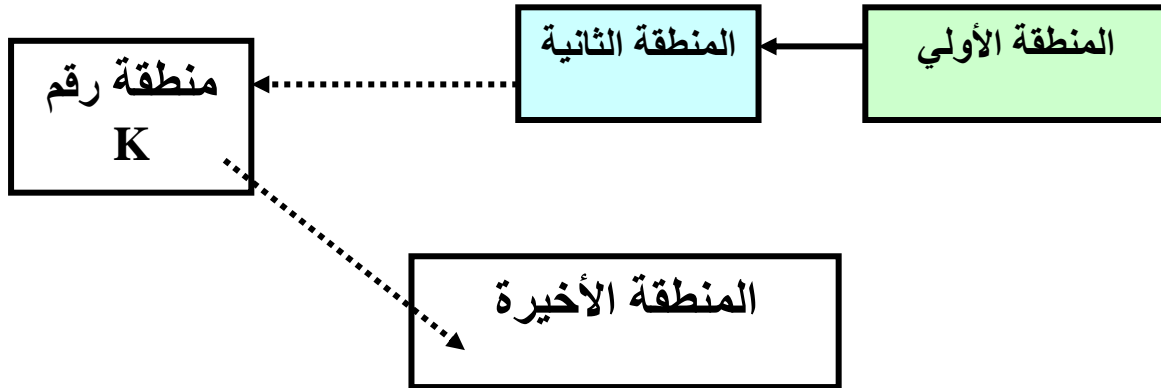 المنطقة الأولي
المنطقة الثانية
منطقة رقم
K
المنطقة الأخيرة